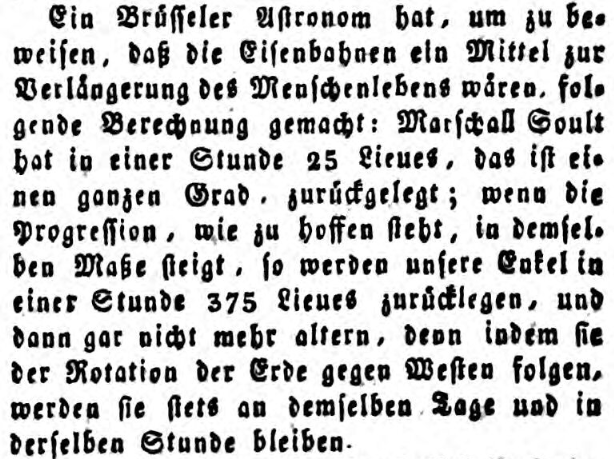 Ein Brüsseler Astronom hat, um zu be-
weisen, daß die Eisenbahnen ein Mittel zur
Verlängerung des Menschenlebens wären, fol-
gende Berechnung gemacht: Marschall Soult
hat in einer Stunde 25 Lieues, das ist ei-
nen ganzen Grad, zurückgelegt; wenn die
Progression, wie zu hoffen steht, in demsel-
ben Maße steigt, so werden unsere Enkel in
einer Stunde 375 Lieues zurücklegen, und
dann gar nicht mehr altern, denn indem sie
der Rotation der Erde gegen Westen folgen,
werden sie stets an demselben Tage und in
derselben Stunde bleiben.